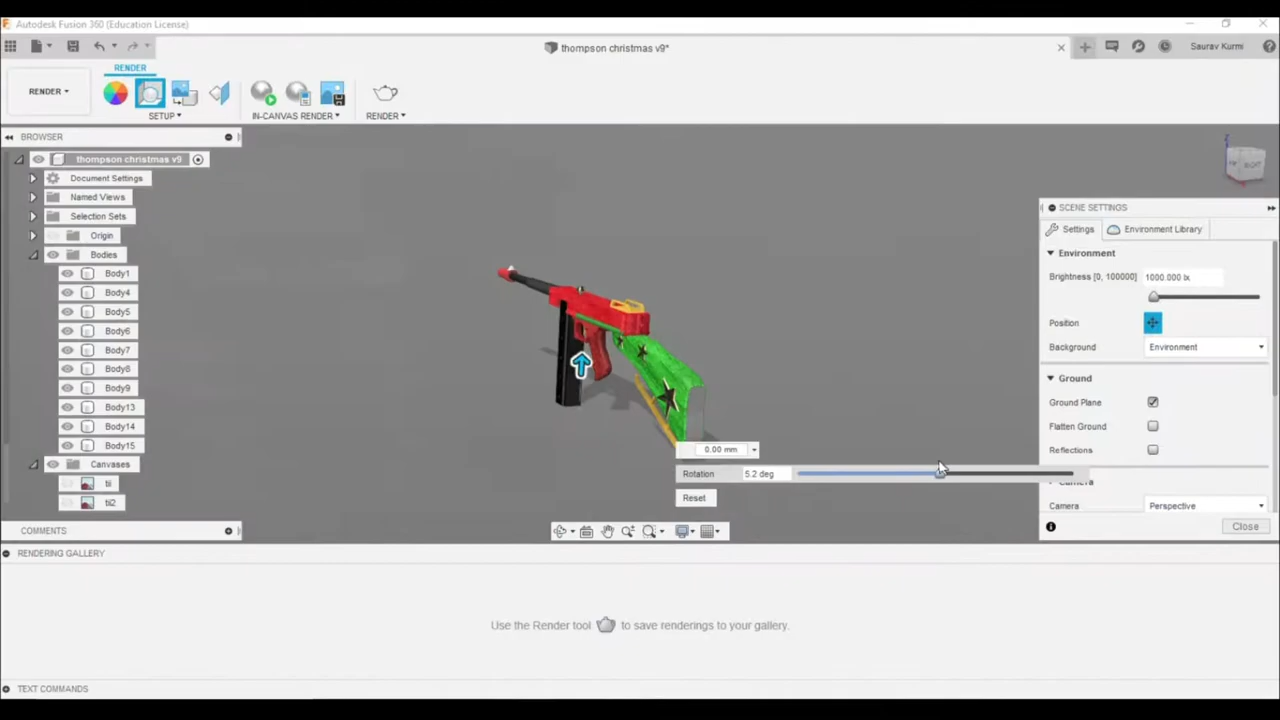 Autodesk Fusion 360 (Education License)
thompson christmas v9*
Saurav Kurmi
RENDER
RENDER
SETUP
IN-CANVAS RENDER
RENDER
BROWSER
thompson christmas v9
Document Settings
Named Views
Selection Sets
Origin
Bodies
Body1
Body4
Body5
Body6
Body7
Body8
Body9
Body13
Body14
Body15
Canvases
tii
tii2
COMMENTS
RIGHT
SCENE SETTINGS
Settings
Environment Library
Environment
Brightness [0, 100000]
1000.000 lx
Position
Background
Environment
Ground
Ground Plane
Flatten Ground
Reflections
Camera
Camera
Perspective
Close
0.00 mm
Rotation
5.2 deg
Reset
RENDERING GALLERY
Use the Render tool to save renderings to your gallery.
TEXT COMMANDS